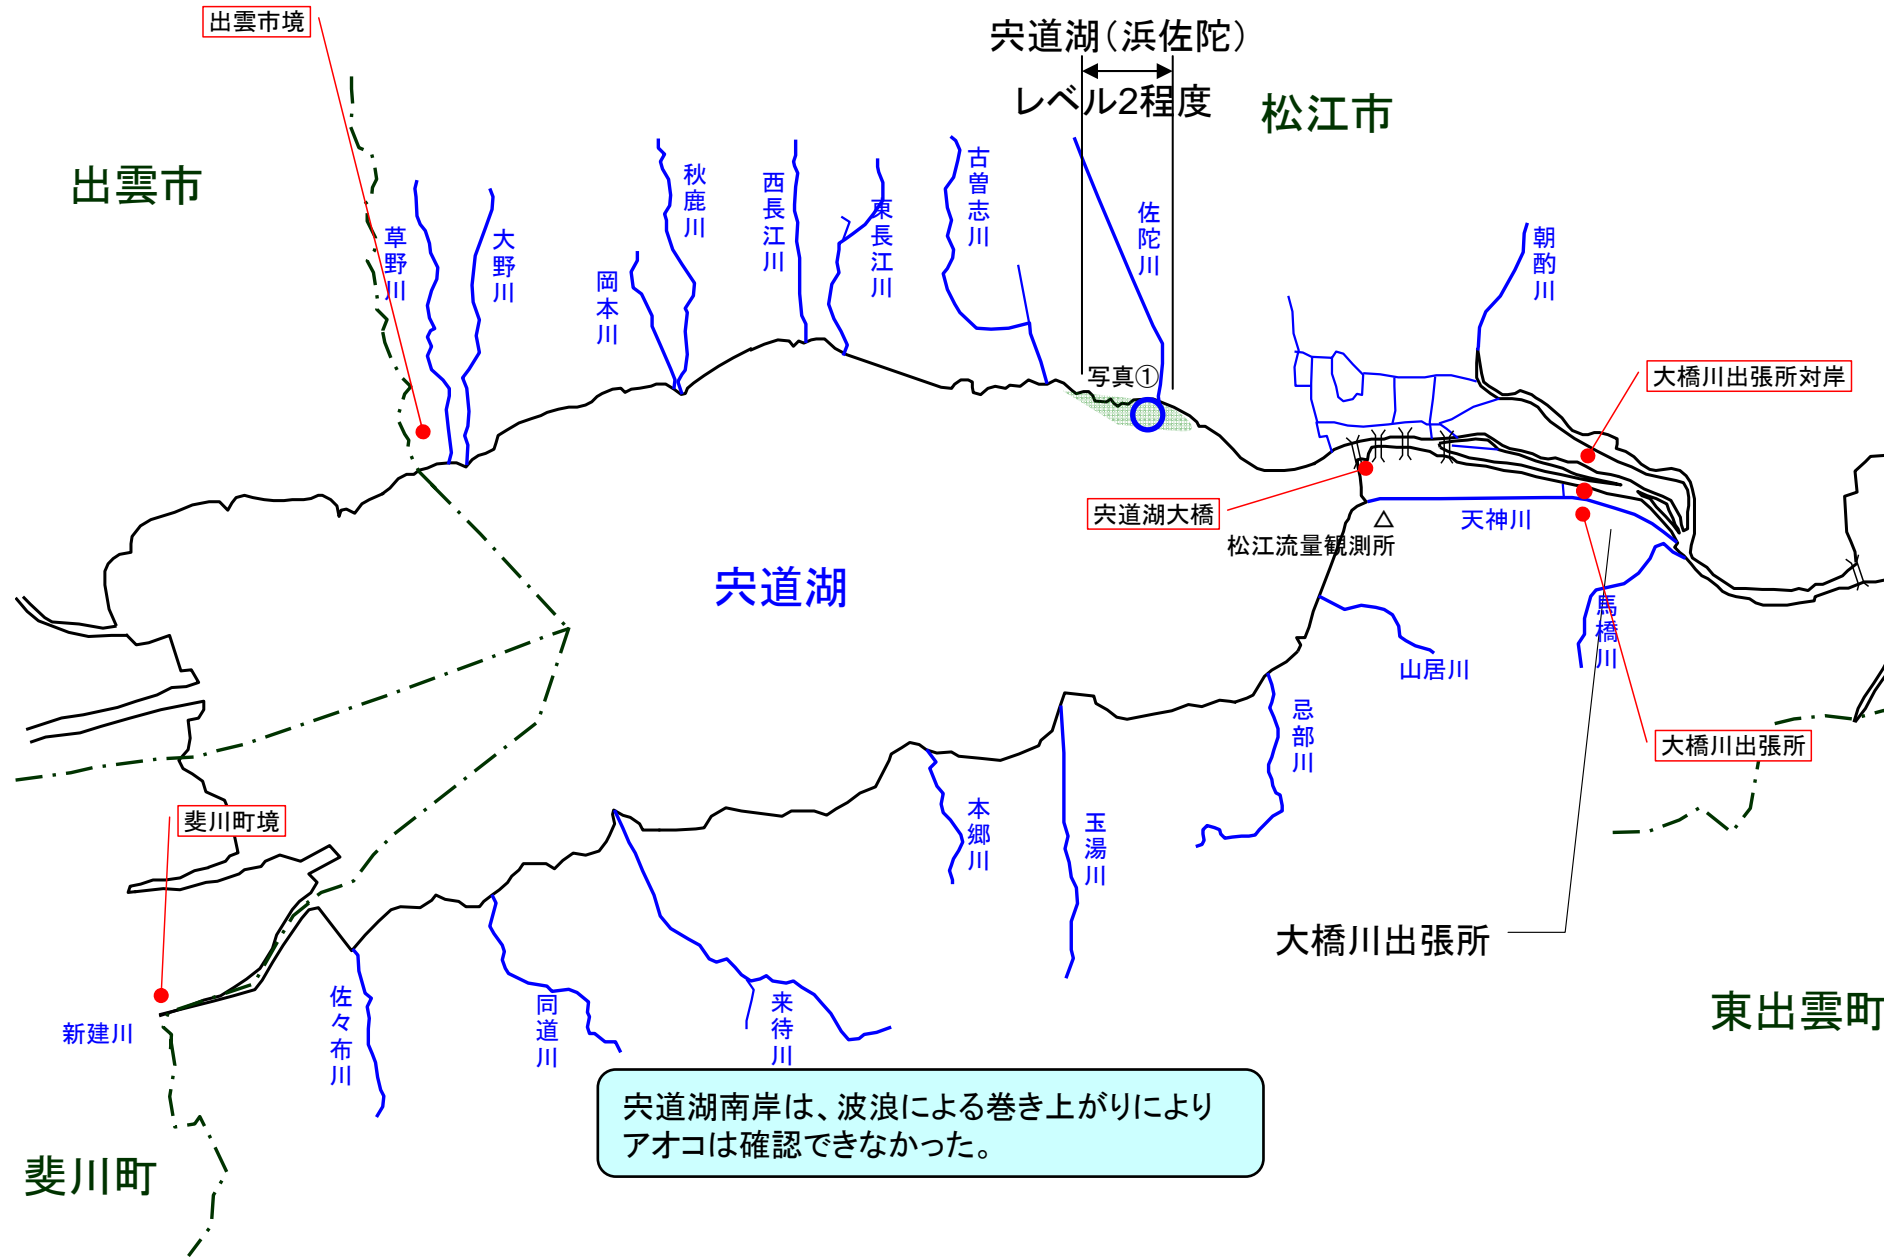 出雲市境
宍道湖（浜佐陀）
レベル2程度
松江市
出雲市
草野川
大野川
岡本川
秋鹿川
西長江川
東長江川
古曽志川
佐陀川
朝酌川
写真①
大橋川出張所対岸
宍道湖大橋
天神川
松江流量観測所
宍道湖
馬橋川
山居川
忌部川
大橋川出張所
斐川町境
本郷川
玉湯川
大橋川出張所
新建川
佐々布川
同道川
来待川
東出雲町
宍道湖南岸は、波浪による巻き上がりにより
アオコは確認できなかった。
斐川町